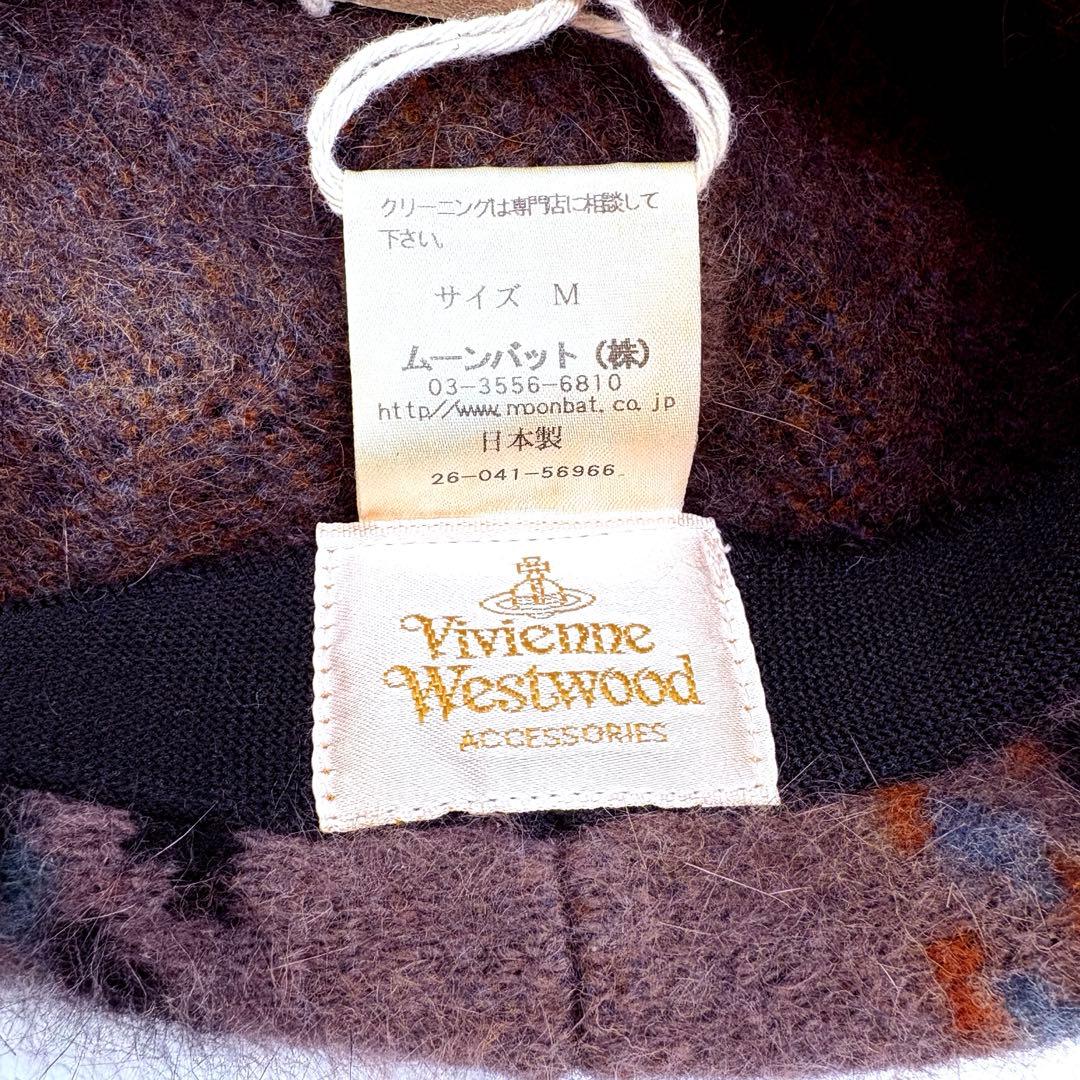 クリーニングは専門店に相談して
下さい。
サイズ M
ムーンバット（株）
03-3556-6810
http//www.moonbat.co.jp
日本製
26-041-56966
Vivienne
Westwood
ACCESSORIES